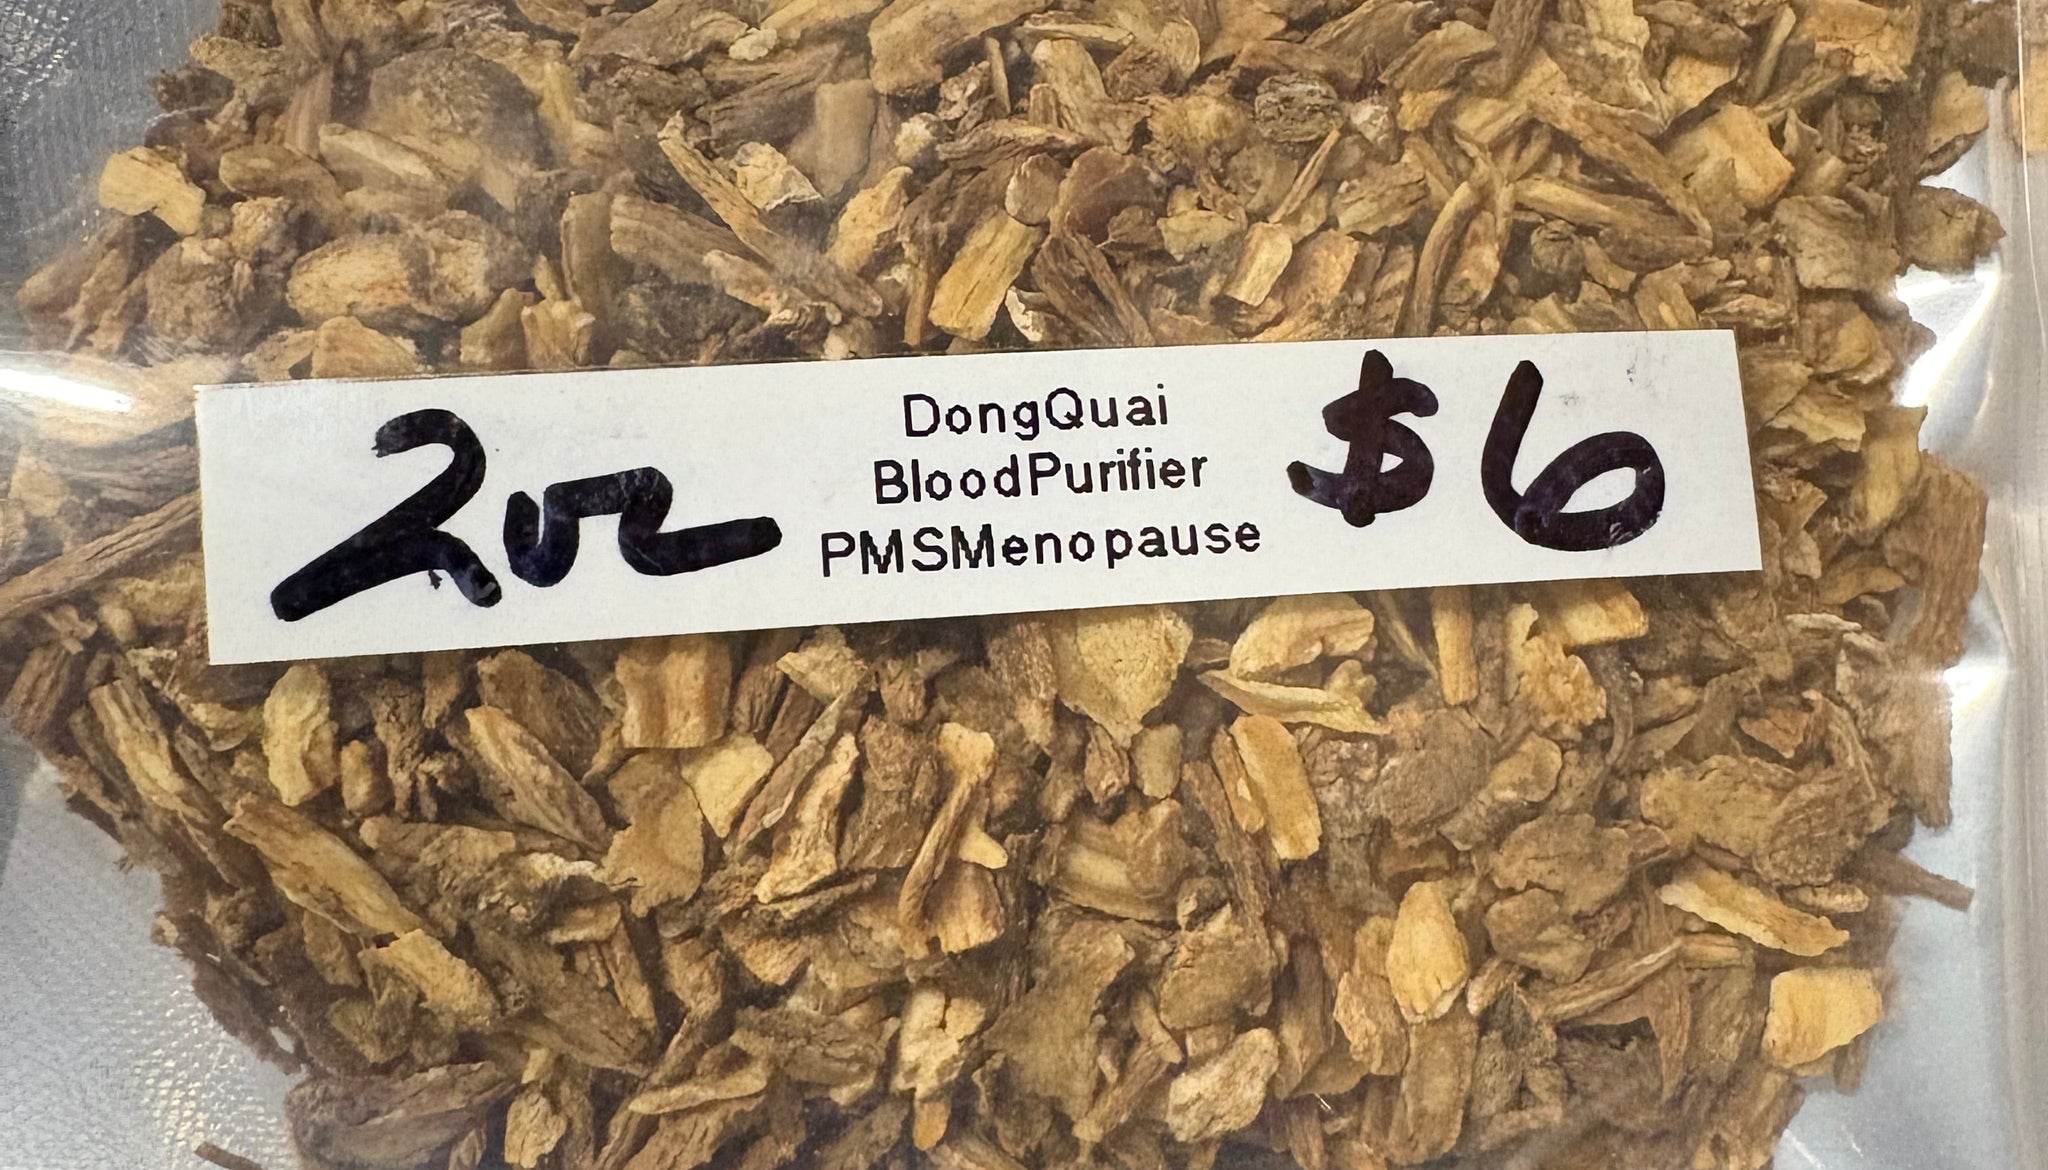 2oz
DongQuai
BloodPurifier
PMSMenopause
$6